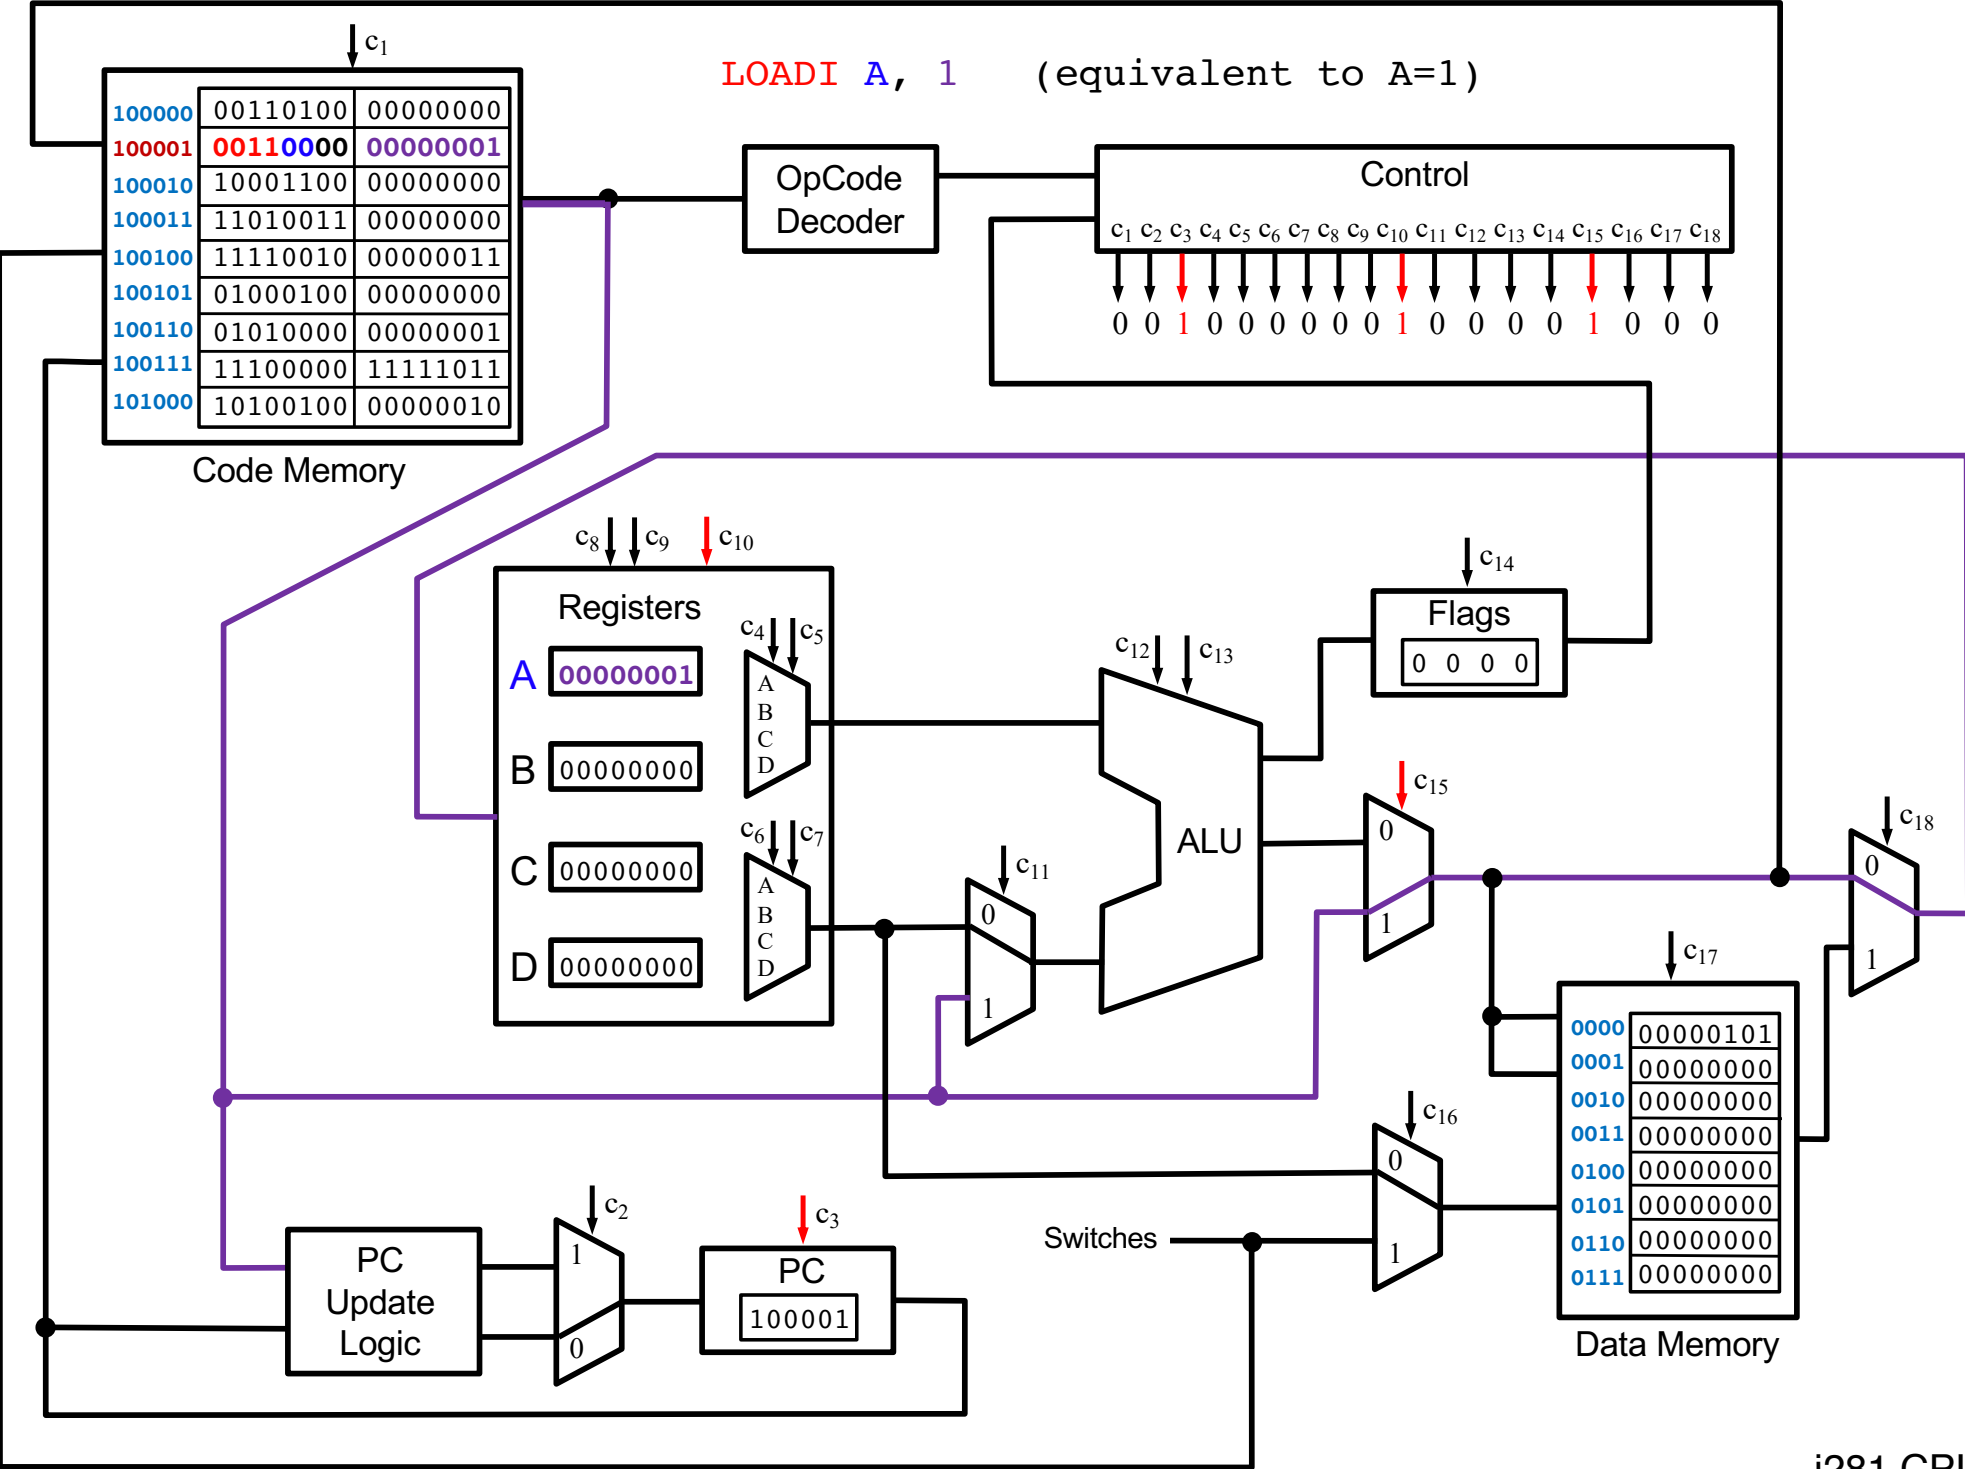 c1
LOADI A, 1 (equivalent to A=1)
100000 00110100 00000000
100001 00110000 00000001
100010 10001100 00000000
100011 11010011 00000000
100100 11110010 00000011
100101 01000100 00000000
100110 01010000 00000001
100111 11100000 11111011
101000 10100100 00000010
Code Memory
OpCode
Decoder
Control
c1 c2 c3 c4 c5 c6 c7 c8 c9 c10 c11 c12 c13 c14 c15 c16 c17 c18
0 0 1 0 0 0 0 0 0 1 0 0 0 0 1 0 0 0
c8 c9 c10
Registers
A 00000001
B 00000000
C 00000000
D 00000000
c4 c5
A
B
C
D
c6 c7
A
B
C
D
c11
0
1
c12 c13
ALU
c14
Flags
0 0 0 0
c15
0
1
c18
0
1
c17
0000 00000101
0001 00000000
0010 00000000
0011 00000000
0100 00000000
0101 00000000
0110 00000000
0111 00000000
Data Memory
c16
0
1
Switches
PC
Update
Logic
c2
1
0
c3
PC
100001